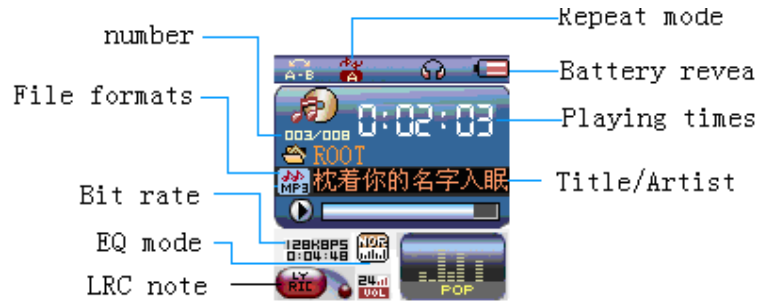 Repeat mode
number
A-B
A
Battery revea
File formats
0:02:03
003/008
Playing times
ROOT
MP3
枕着你的名字入眠
Title/Artist
Bit rate
128KBPS
0:04:48
NOR
EQ mode
LRC note
LY
RIC
24
VOL
POP